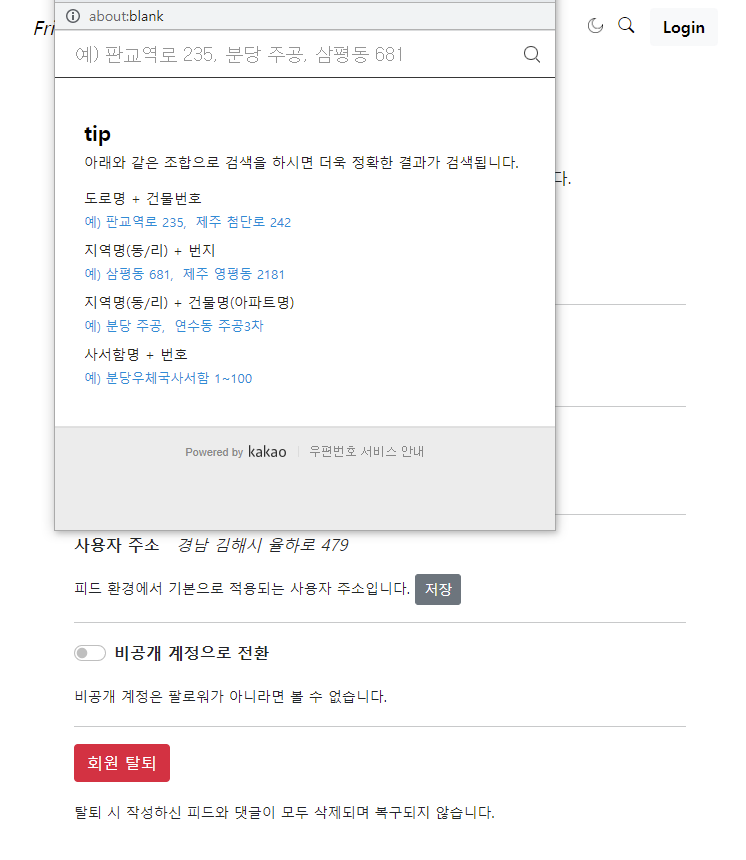 about:blank
Fri
Login
예) 판교역로 235, 분당 주공, 삼평동 681
tip
아래와 같은 조합으로 검색을 하시면 더욱 정확한 결과가 검색됩니다.
다.
도로명 + 건물번호
예) 판교역로 235, 제주 첨단로 242
지역명(동/리) + 번지
예) 삼평동 681, 제주 영평동 2181
지역명(동/리) + 건물명(아파트명)
예) 분당 주공, 연수동 주공3차
사서함명 + 번호
예) 분당우체국사서함 1~100
Powered by kakao 우편번호 서비스 안내
사용자 주소 경남 김해시 율하로 479
피드 환경에서 기본으로 적용되는 사용자 주소입니다. 저장
비공개 계정으로 전환
비공개 계정은 팔로워가 아니라면 볼 수 없습니다.
회원 탈퇴
탈퇴 시 작성하신 피드와 댓글이 모두 삭제되며 복구되지 않습니다.